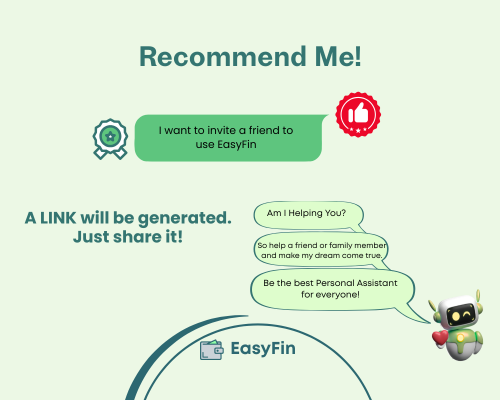 Recommend Me!
I want to invite a friend to
use EasyFin
A LINK will be generated.
Just share it!
Am I Helping You?
So help a friend or family member
and make my dream come true.
Be the best Personal Assistant
for everyone!
EasyFin